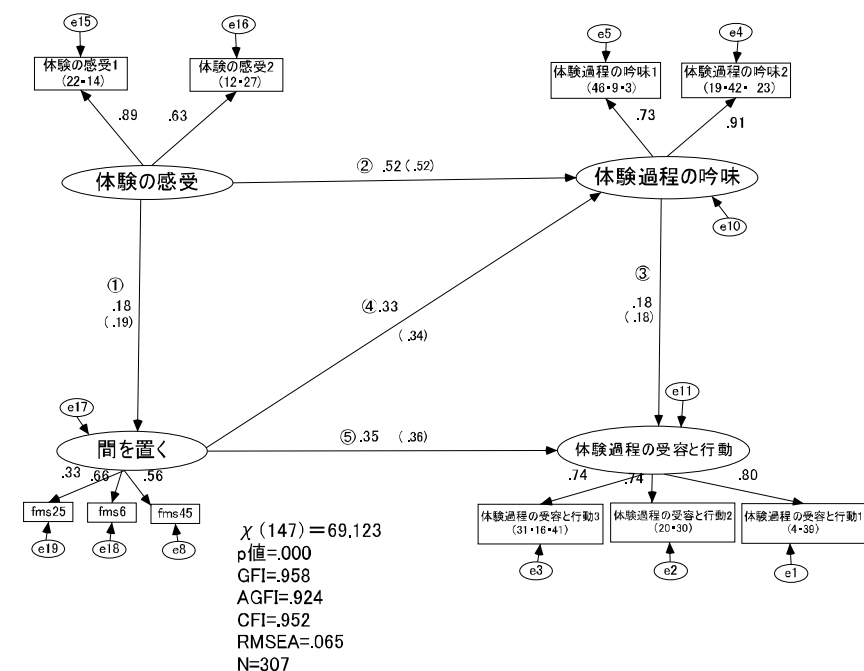 e15
e16
e5
e4
体験の感受1
(22・14)
体験の感受2
(12・27)
体験過程の吟味1
(46・9・3)
体験過程の吟味2
(19・42・ 23)
.89
.63
.73
.91
体験の感受
② .52(.52)
体験過程の吟味
e10
①
.18
(.19)
④.33
(.34)
③
.18
(.18)
e17
e11
間を置く
⑤.35 (.36)
体験過程の受容と行動
.33
.66
.56
.74
.74
.80
fms25
fms6
fms45
体験過程の受容と行動3
(31・16・41)
体験過程の受容と行動2
(20・30)
体験過程の受容と行動1
(4・39)
e19
e18
e8
e3
e2
e1
χ(147)=69,123
p値=.000
GFI=.958
AGFI=.924
CFI=.952
RMSEA=.065
N=307